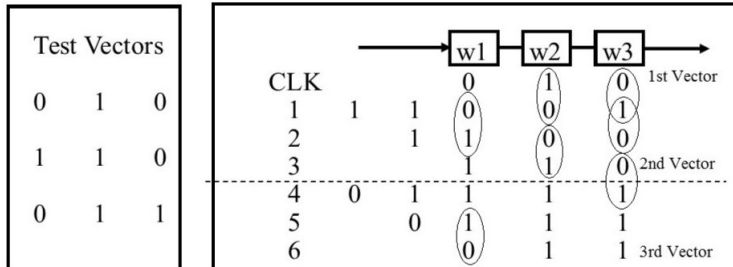 Test Vectors
0 1 0
1 1 0
0 1 1
w1 w2 w3
CLK 0 1 0 1st Vector
1 1 1 0 0 1
2 1 1 0 0
3 1 1 0 2nd Vector
4 0 1 1 1 1
5 0 1 1 1
6 0 1 1 3rd Vector